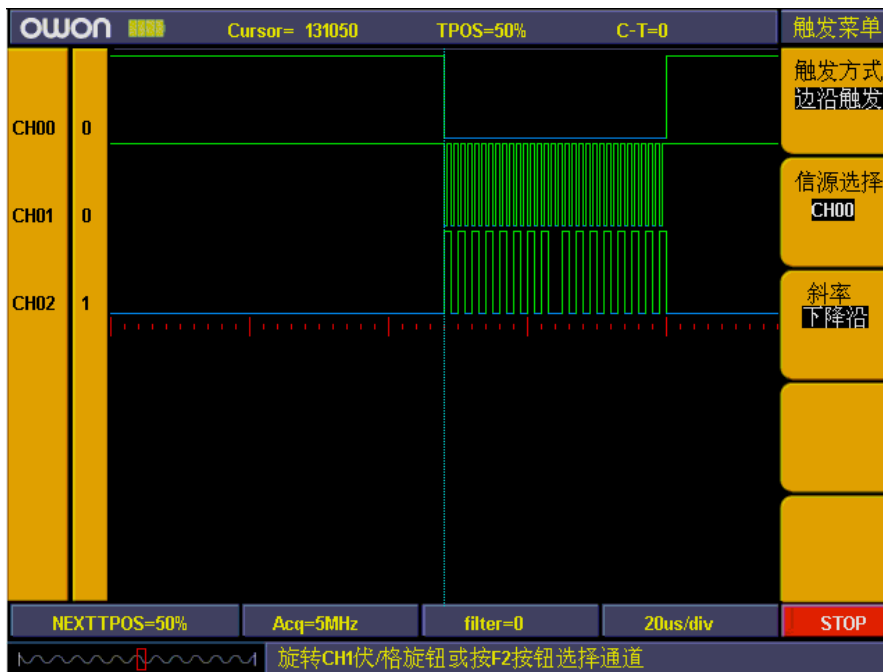 owon Cursor= 131050 TPOS=50% C-T=0 触发菜单
触发方式
边沿触发
CH00 0
信源选择
CH00
CH01 0
CH02 1
斜率
下降沿
NEXTTPOS=50% Acq=5MHz filter=0 20us/div STOP
旋转CH1伏/格旋钮或按F2按钮选择通道